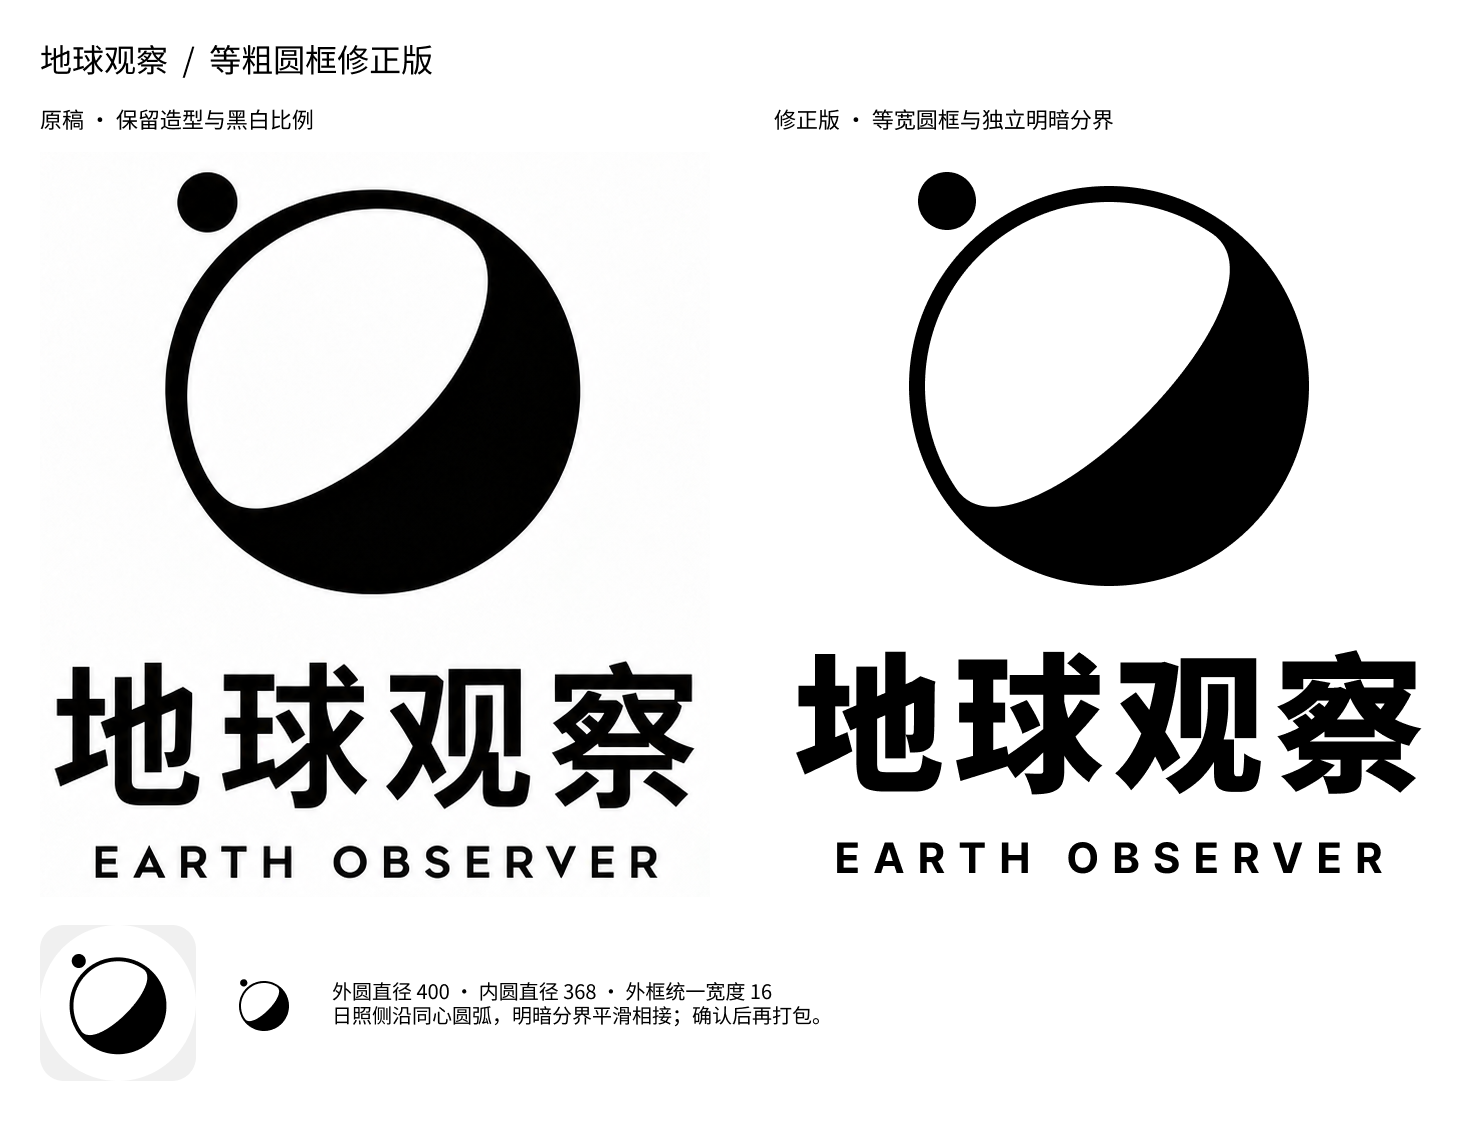 地球观察 / 等粗圆框修正版
原稿 · 保留造型与黑白比例
修正版 · 等宽圆框与独立明暗分界
地球观察
EARTH OBSERVER
地球观察
EARTH OBSERVER
外圆直径 400 · 内圆直径 368 · 外框统一宽度 16
日照侧沿同心圆弧，明暗分界平滑相接；确认后再打包。